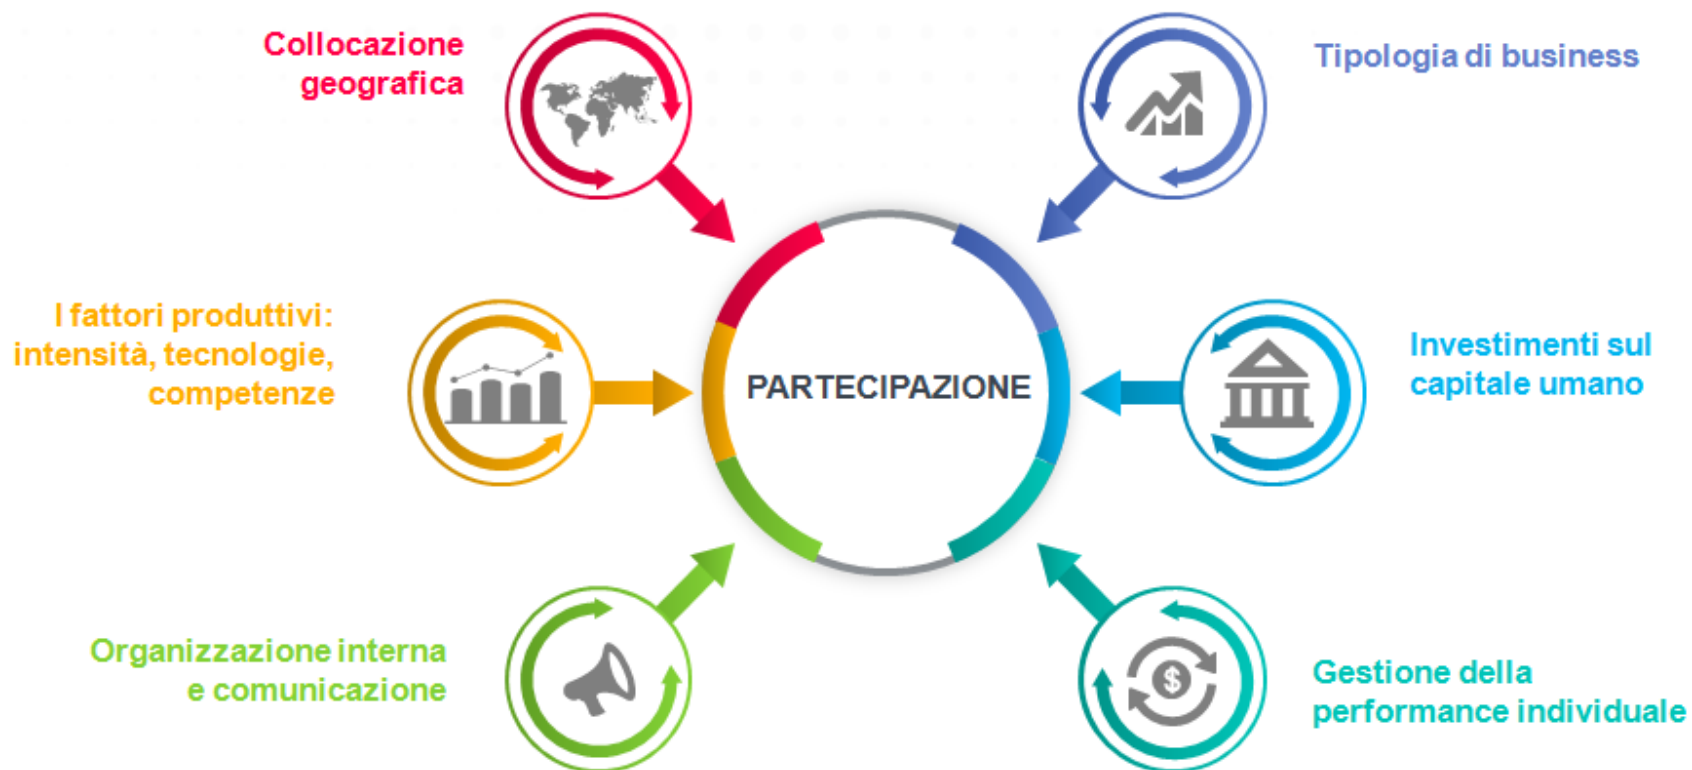 Collocazione
geografica
Tipologia di business
I fattori produttivi:
intensità, tecnologie,
competenze
PARTECIPAZIONE
Investimenti sul
capitale umano
Organizzazione interna
e comunicazione
$
Gestione della
performance individuale